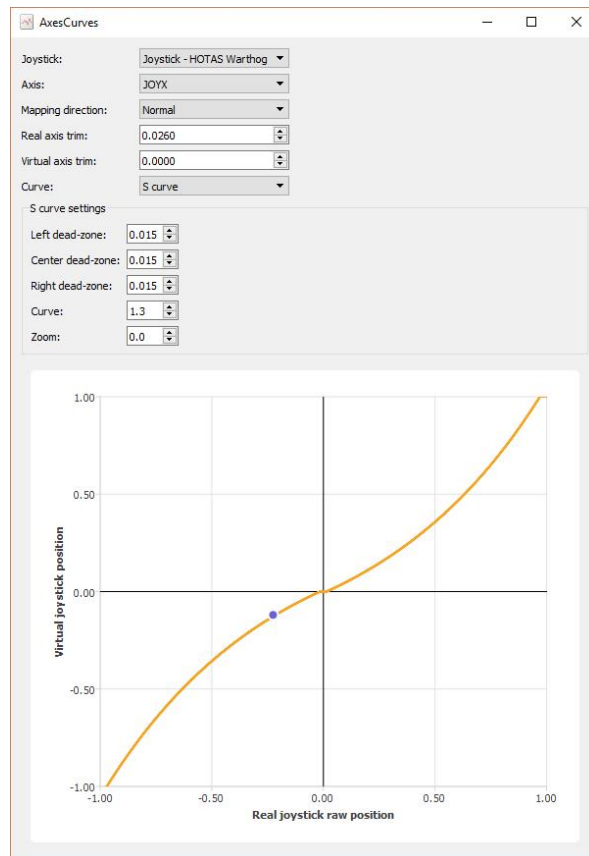 AxesCurves
Joystick: Joystick - HOTAS Warthog
Axis: JOYX
Mapping direction: Normal
Real axis trim: 0.0260
Virtual axis trim: 0.0000
Curve: S curve
S curve settings
Left dead-zone: 0.015
Center dead-zone: 0.015
Right dead-zone: 0.015
Curve: 1.3
Zoom: 0.0
1.00
0.50
0.00
-0.50
-1.00
Virtual joystick position
-1.00 -0.50 0.00 0.50 1.00
Real joystick raw position